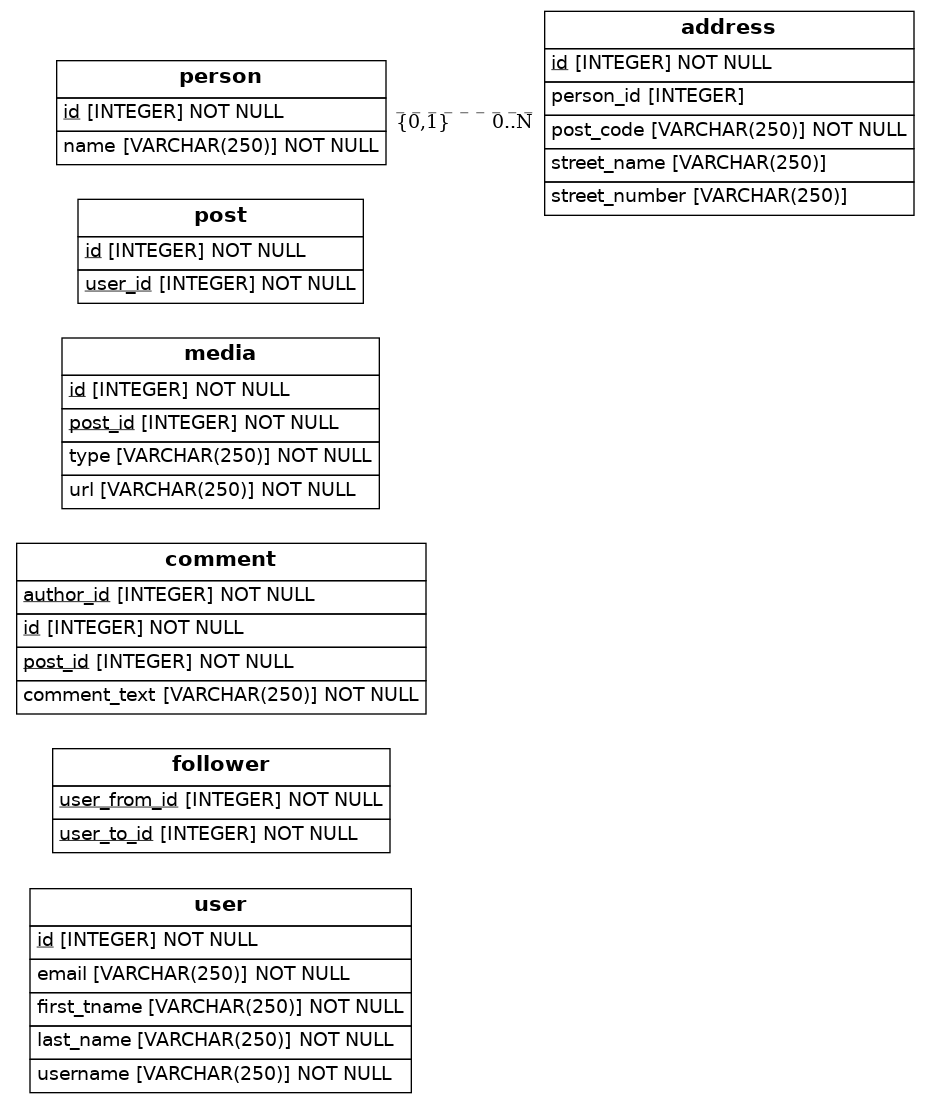 person
id [INTEGER] NOT NULL
name [VARCHAR(250)] NOT NULL
{0,1}
0..N
address
id [INTEGER] NOT NULL
person_id [INTEGER]
post_code [VARCHAR(250)] NOT NULL
street_name [VARCHAR(250)]
street_number [VARCHAR(250)]
post
id [INTEGER] NOT NULL
user_id [INTEGER] NOT NULL
media
id [INTEGER] NOT NULL
post_id [INTEGER] NOT NULL
type [VARCHAR(250)] NOT NULL
url [VARCHAR(250)] NOT NULL
comment
author_id [INTEGER] NOT NULL
id [INTEGER] NOT NULL
post_id [INTEGER] NOT NULL
comment_text [VARCHAR(250)] NOT NULL
follower
user_from_id [INTEGER] NOT NULL
user_to_id [INTEGER] NOT NULL
user
id [INTEGER] NOT NULL
email [VARCHAR(250)] NOT NULL
first_tname [VARCHAR(250)] NOT NULL
last_name [VARCHAR(250)] NOT NULL
username [VARCHAR(250)] NOT NULL